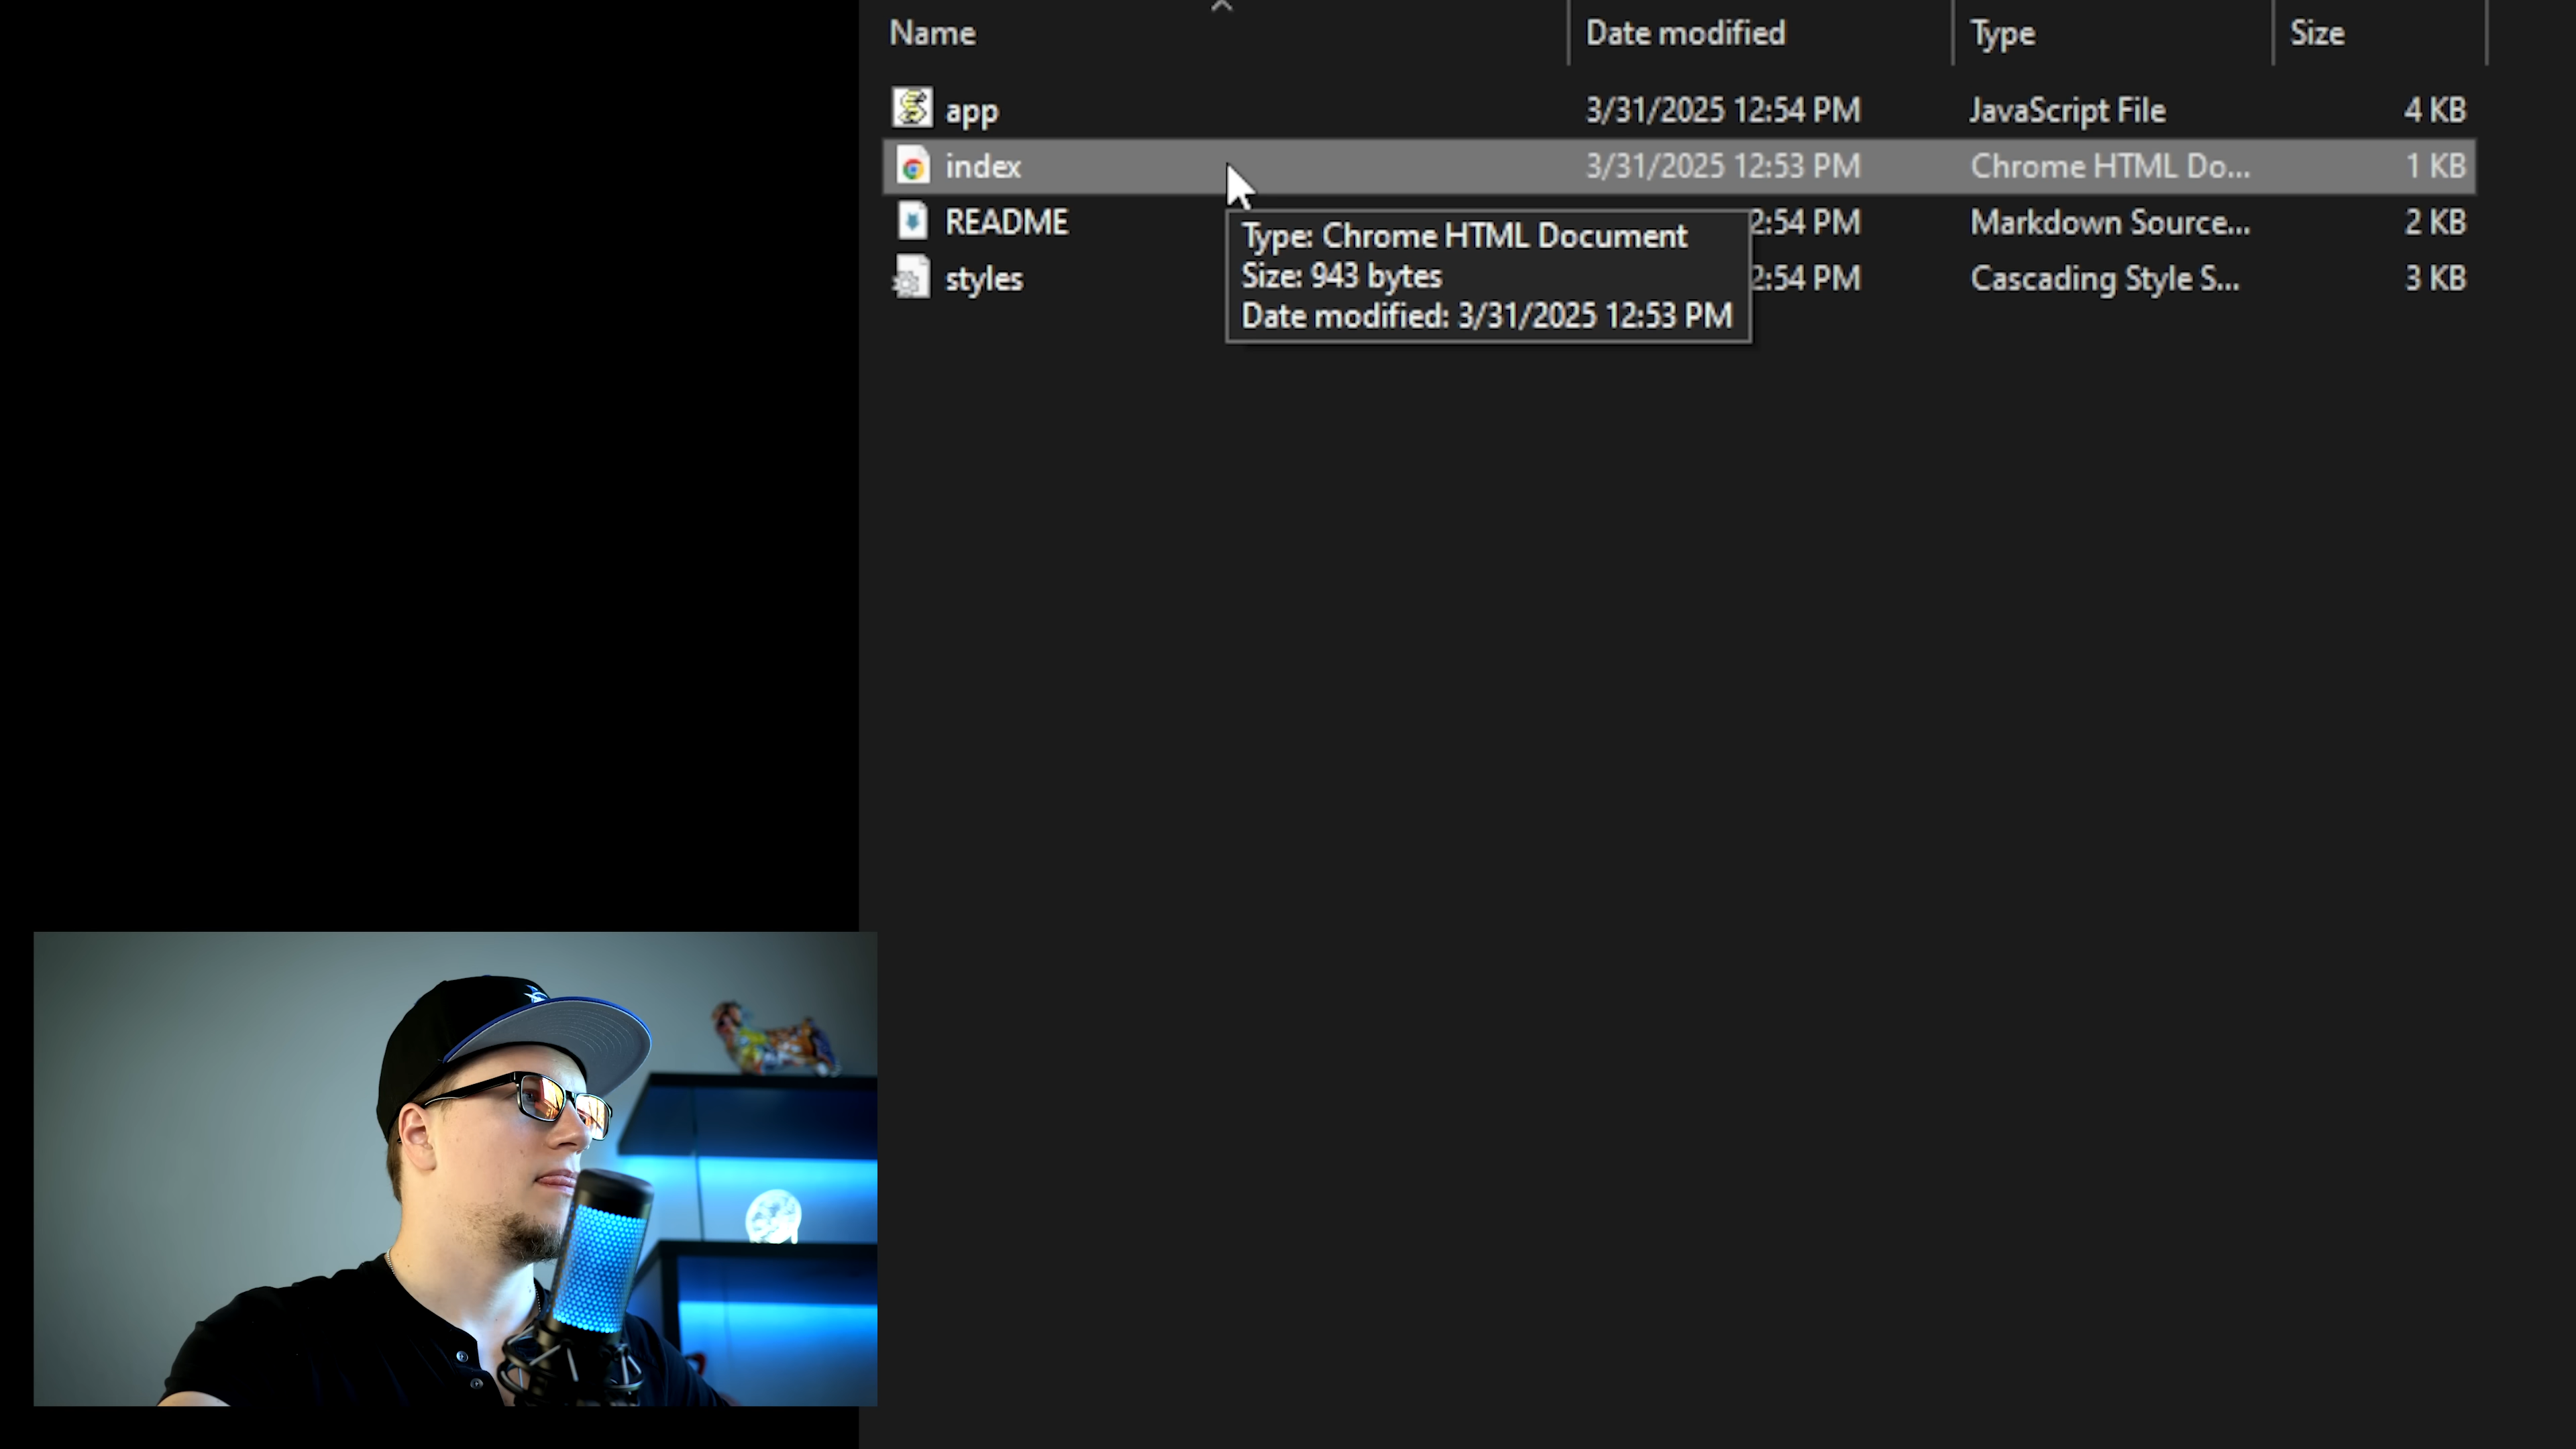 Name Date modified Type Size
app 3/31/2025 12:54 PM JavaScript File 4 KB
index 3/31/2025 12:53 PM Chrome HTML Do... 1 KB
README 2:54 PM Markdown Source... 2 KB
styles 2:54 PM Cascading Style S... 3 KB
Type: Chrome HTML Document
Size: 943 bytes
Date modified: 3/31/2025 12:53 PM